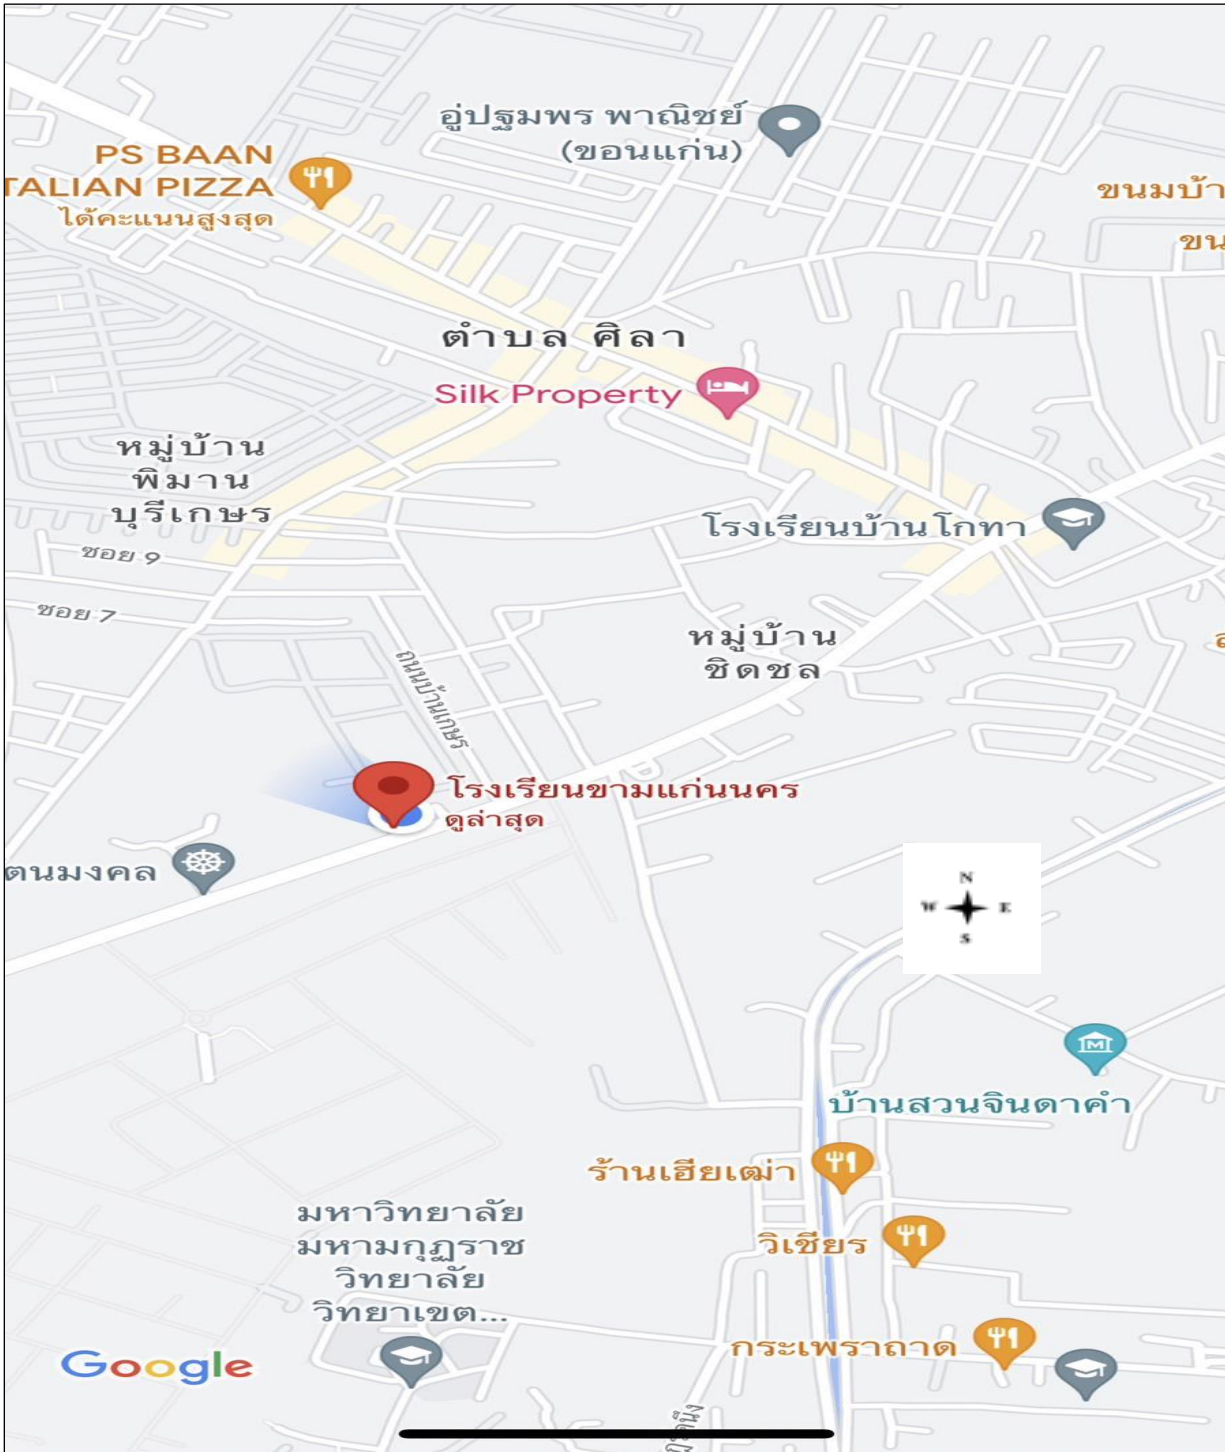 อู่ปฐมพร พาณิชย์
(ขอนแก่น)
PS BAAN
TALIAN PIZZA
ได้คะแนนสูงสุด
ขนมบ้า
ขน
ตำบล ศิลา
Silk Property
หมู่บ้าน
พิมาน
บุรีเกษร
โรงเรียนบ้านโกทา
ซอย 9
ซอย 7
หมู่บ้าน
ชิดชล
ถนนบ้านเกษร
โรงเรียนขามแก่นนคร
ดูล่าสุด
ตนมงคล
N
W E
S
บ้านสวนจินดาคำ
ร้านเฮียเฒ่า
มหาวิทยาลัย
มหามกุฏราช
วิทยาลัย
วิทยาเขต...
วิเชียร
กระเพราถาด
Google